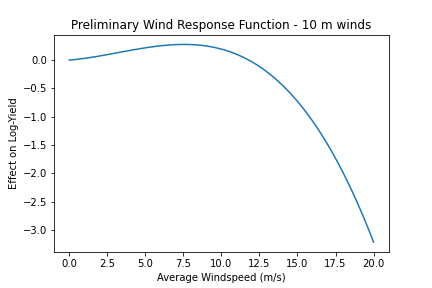 Preliminary Wind Response Function - 10 m winds
Effect on Log-Yield
0.0
−0.5
−1.0
−1.5
−2.0
−2.5
−3.0
0.0 2.5 5.0 7.5 10.0 12.5 15.0 17.5 20.0
Average Windspeed (m/s)